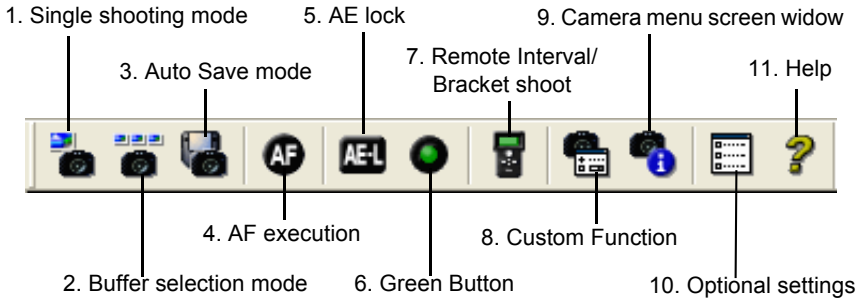 1. Single shooting mode
5. AE lock
9. Camera menu screen widow
3. Auto Save mode
7. Remote Interval/
Bracket shoot
11. Help
AF
AE-L
4. AF execution
8. Custom Function
2. Buffer selection mode
6. Green Button
10. Optional settings